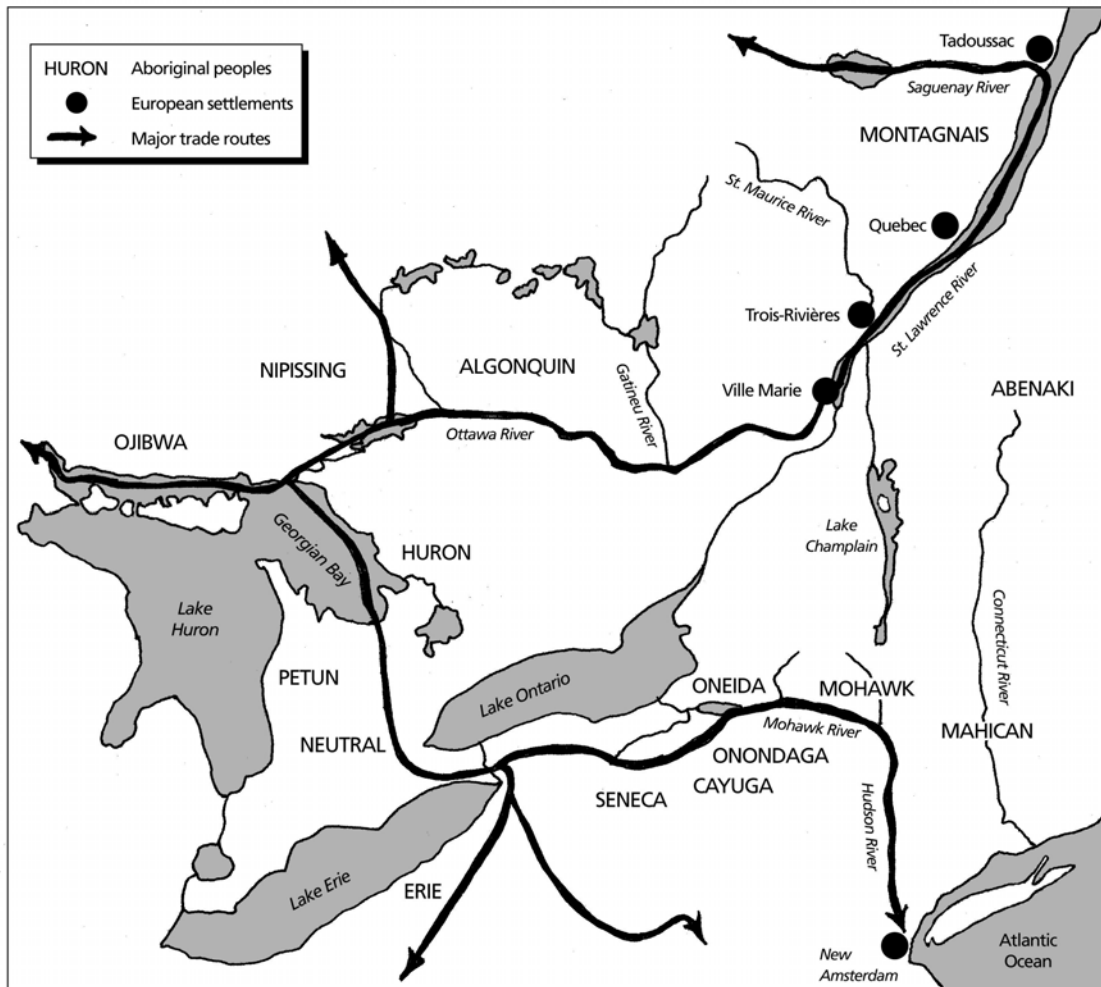 HURON Aboriginal peoples
European settlements
Major trade routes
Tadoussac
Saguenay River
MONTAGNAIS
St. Maurice River
Quebec
St. Lawrence River
Trois-Rivières
NIPISSING
ALGONQUIN
Gatineu River
Ville Marie
ABENAKI
OJIBWA
Ottawa River
Georgian Bay
HURON
Lake
Champlain
Lake
Huron
Connecticut River
PETUN
Lake Ontario
ONEIDA
MOHAWK
Mohawk River
NEUTRAL
ONONDAGA
MAHICAN
SENECA
CAYUGA
Hudson River
Lake Erie
ERIE
New
Amsterdam
Atlantic
Ocean